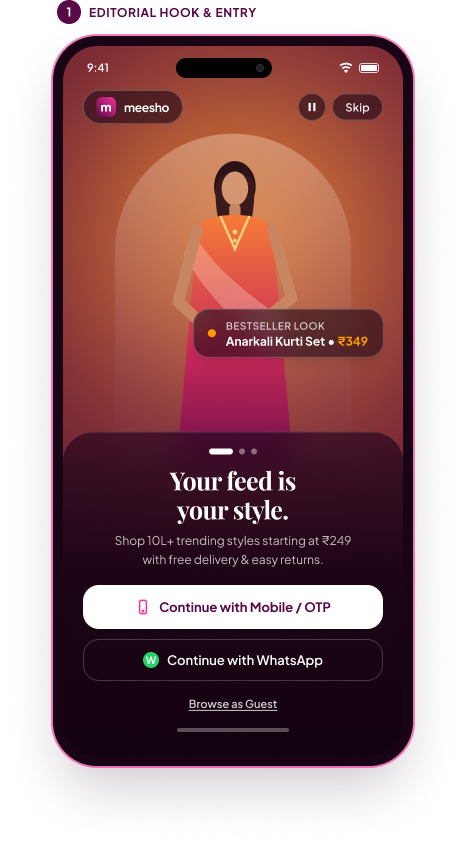 1 EDITORIAL HOOK & ENTRY
9:41
m meesho
Skip
BESTSELLER LOOK
Anarkali Kurti Set • ₹349
Your feed is
your style.
Shop 10L+ trending styles starting at ₹249
with free delivery & easy returns.
Continue with Mobile / OTP
W Continue with WhatsApp
Browse as Guest